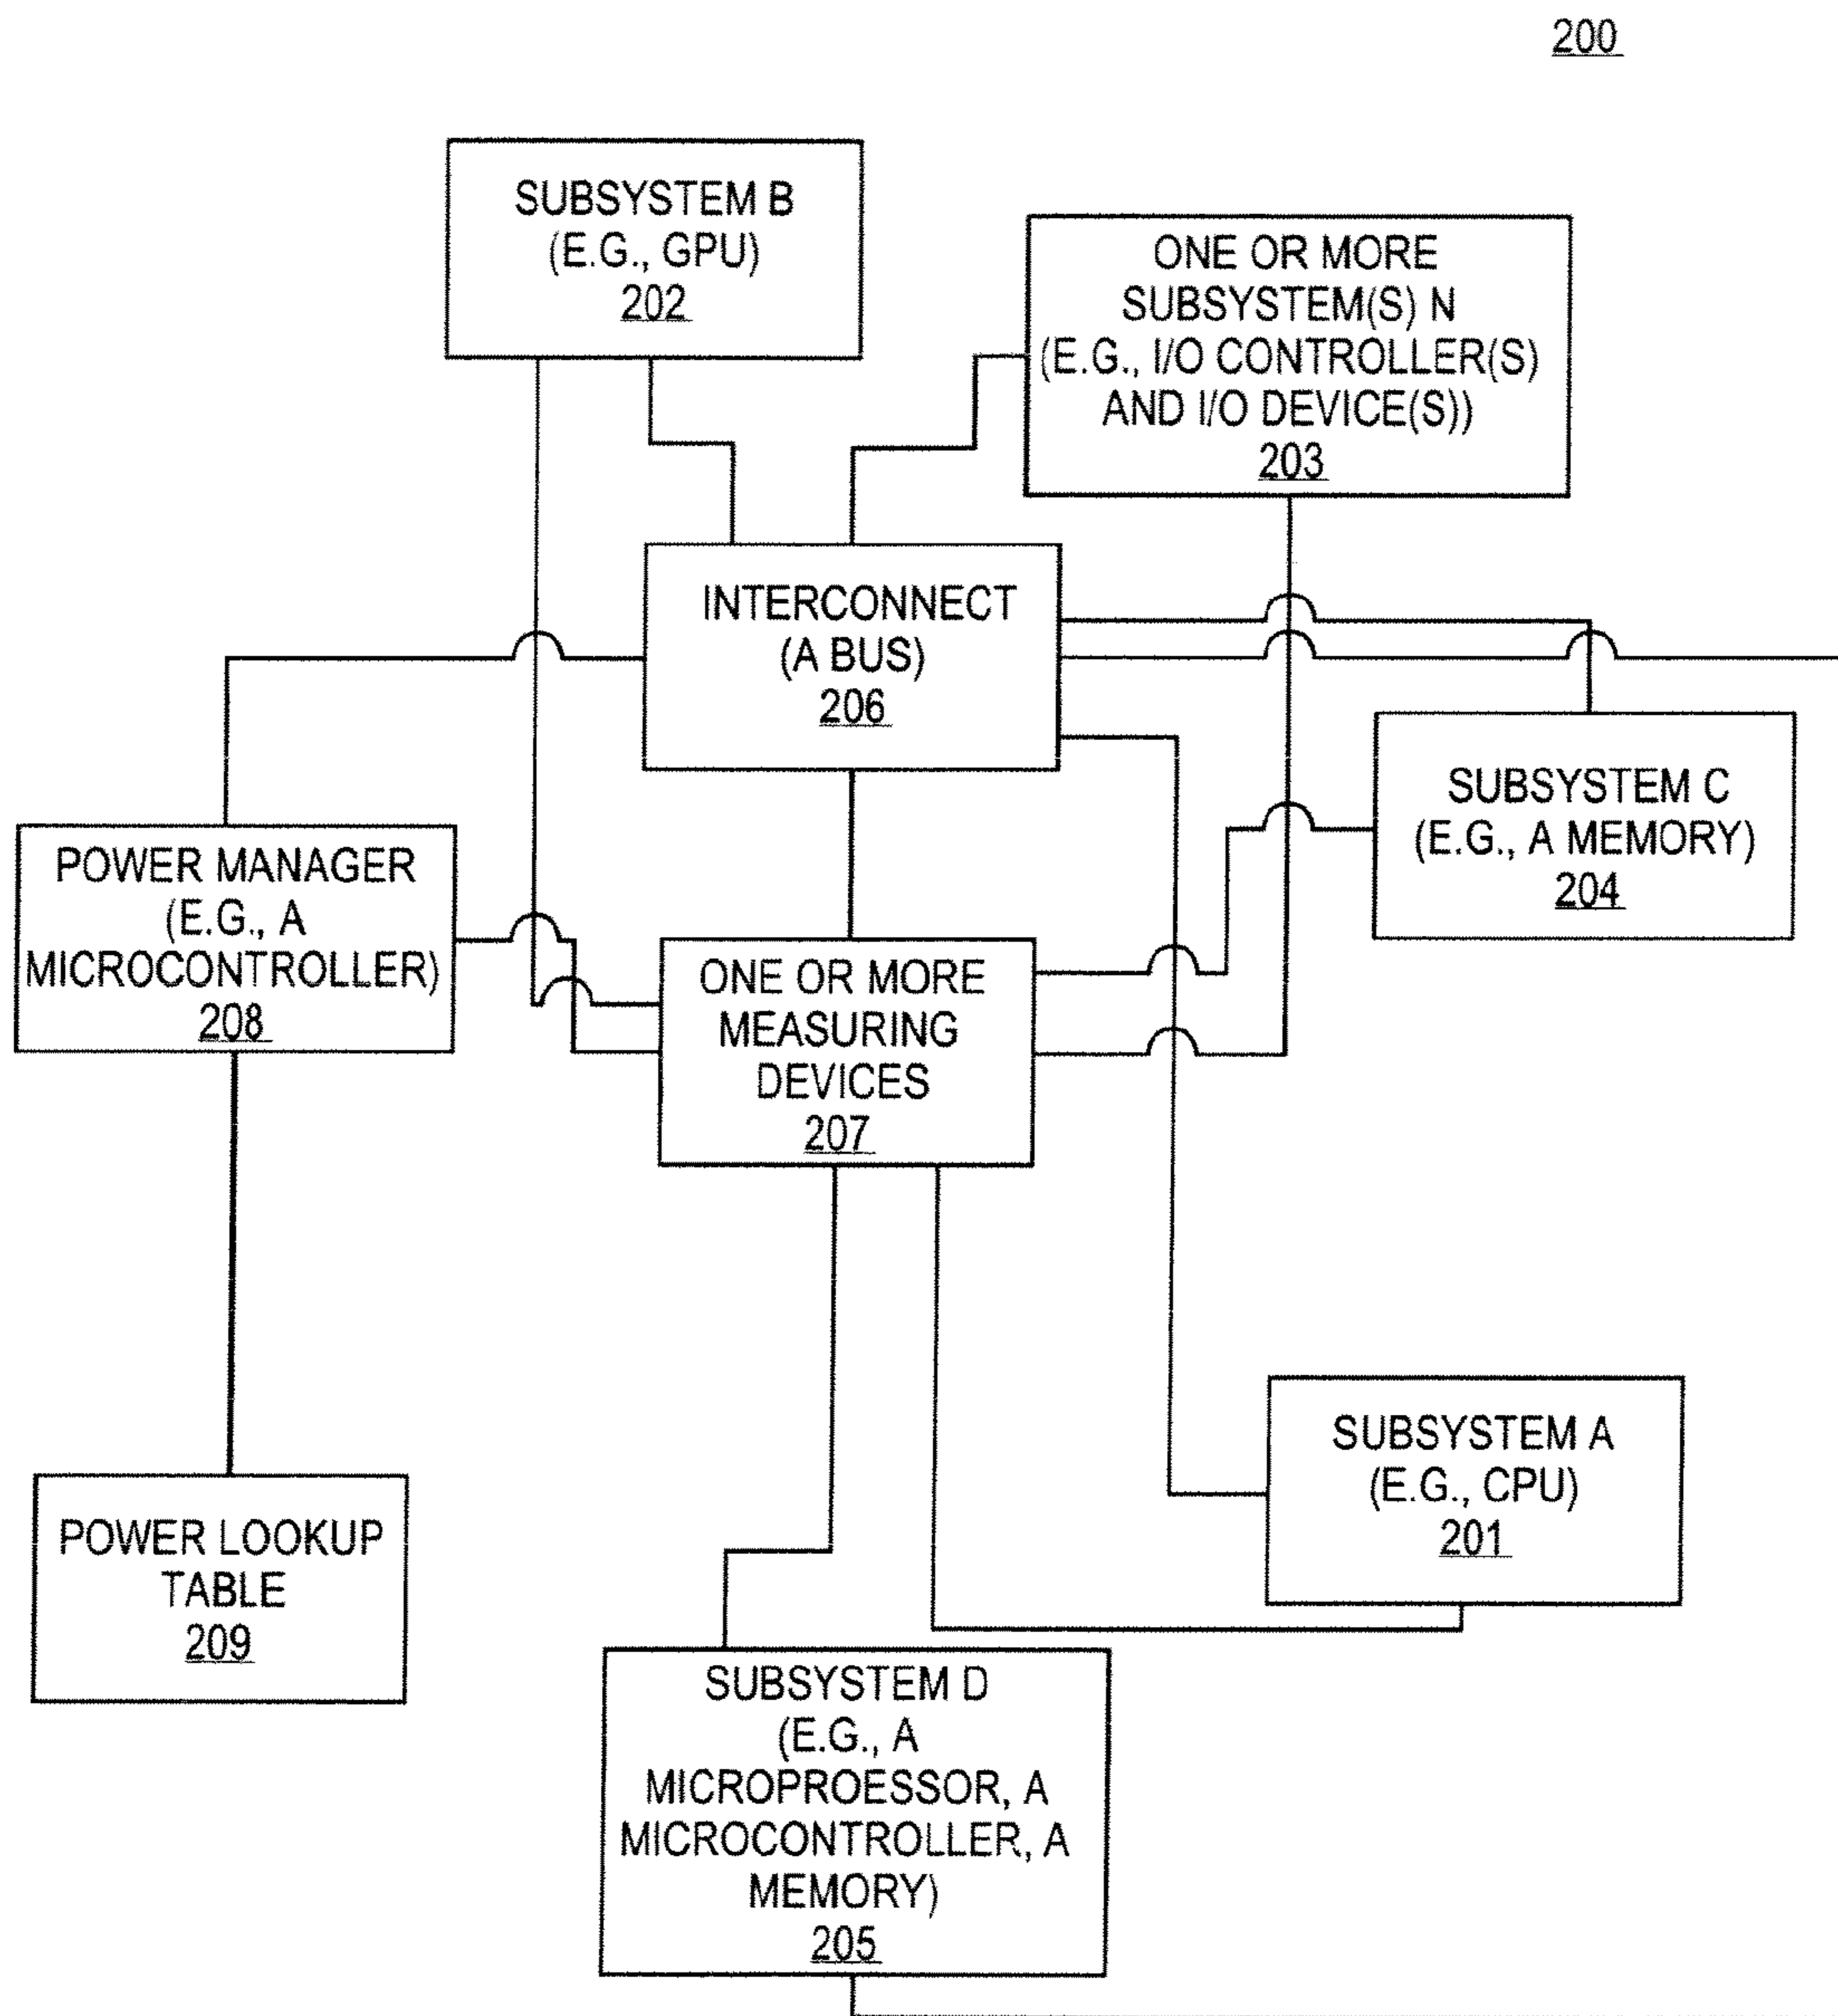 200
SUBSYSTEM B
(E.G., GPU)
202
ONE OR MORE
SUBSYSTEM(S) N
(E.G., I/O CONTROLLER(S)
AND I/O DEVICE(S))
203
INTERCONNECT
(A BUS)
206
SUBSYSTEM C
(E.G., A MEMORY)
204
POWER MANAGER
(E.G., A
MICROCONTROLLER)
208
ONE OR MORE
MEASURING
DEVICES
207
SUBSYSTEM A
(E.G., CPU)
201
POWER LOOKUP
TABLE
209
SUBSYSTEM D
(E.G., A
MICROPROESSOR, A
MICROCONTROLLER, A
MEMORY)
205